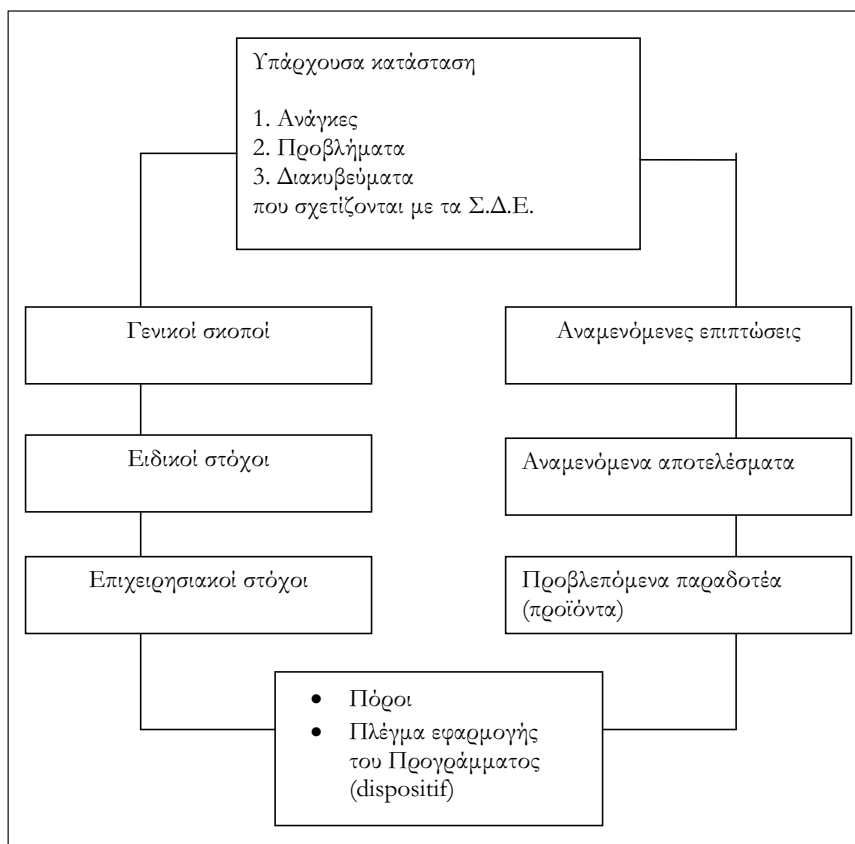 Υπάρχουσα κατάσταση
1. Ανάγκες
2. Προβλήματα
3. Διακυβεύματα
που σχετίζονται με τα Σ.Δ.Ε.
Γενικοί σκοποί
Αναμενόμενες επιπτώσεις
Ειδικοί στόχοι
Αναμενόμενα αποτελέσματα
Επιχειρησιακοί στόχοι
Προβλεπόμενα παραδοτέα
(προϊόντα)
• Πόροι
• Πλέγμα εφαρμογής
του Προγράμματος
(dispositif)